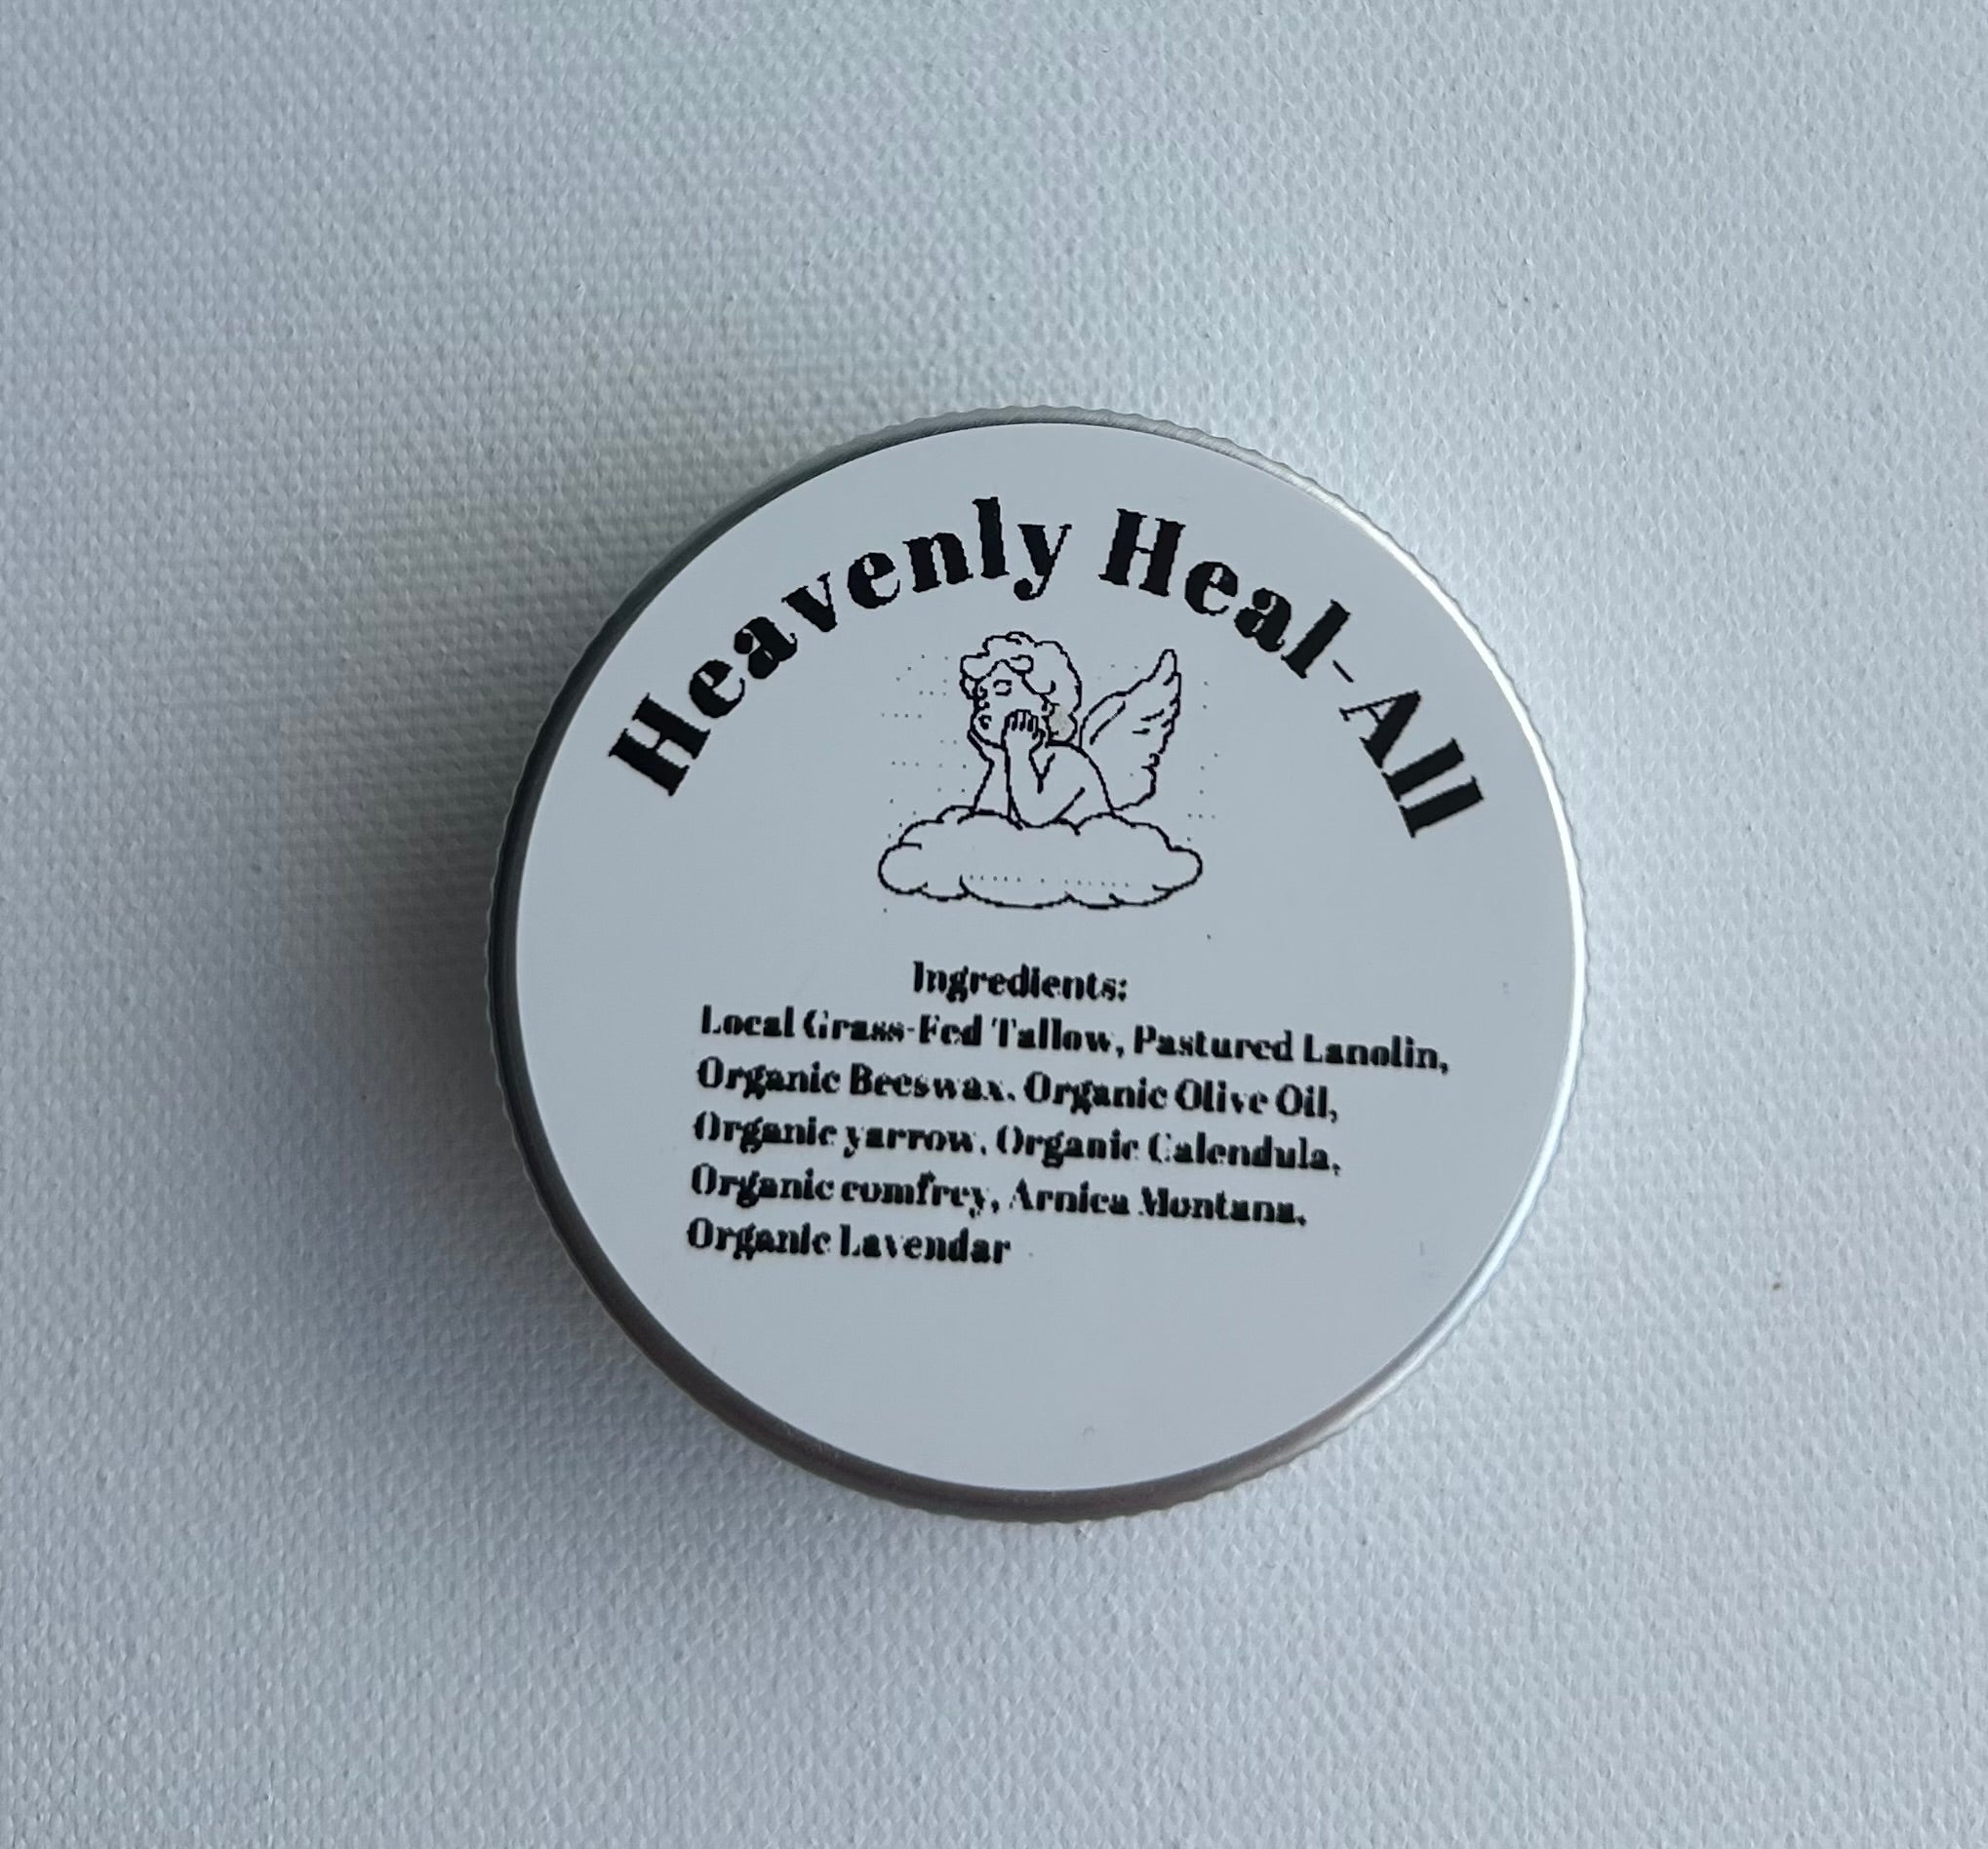 Heavenly Heal-All
Ingredients:
Local Grass-Fed Tallow, Pastured Lanolin,
Organic Beeswax, Organic Olive Oil,
Organic yarrow, Organic Calendula,
Organic comfrey, Arnica Montana,
Organic Lavendar